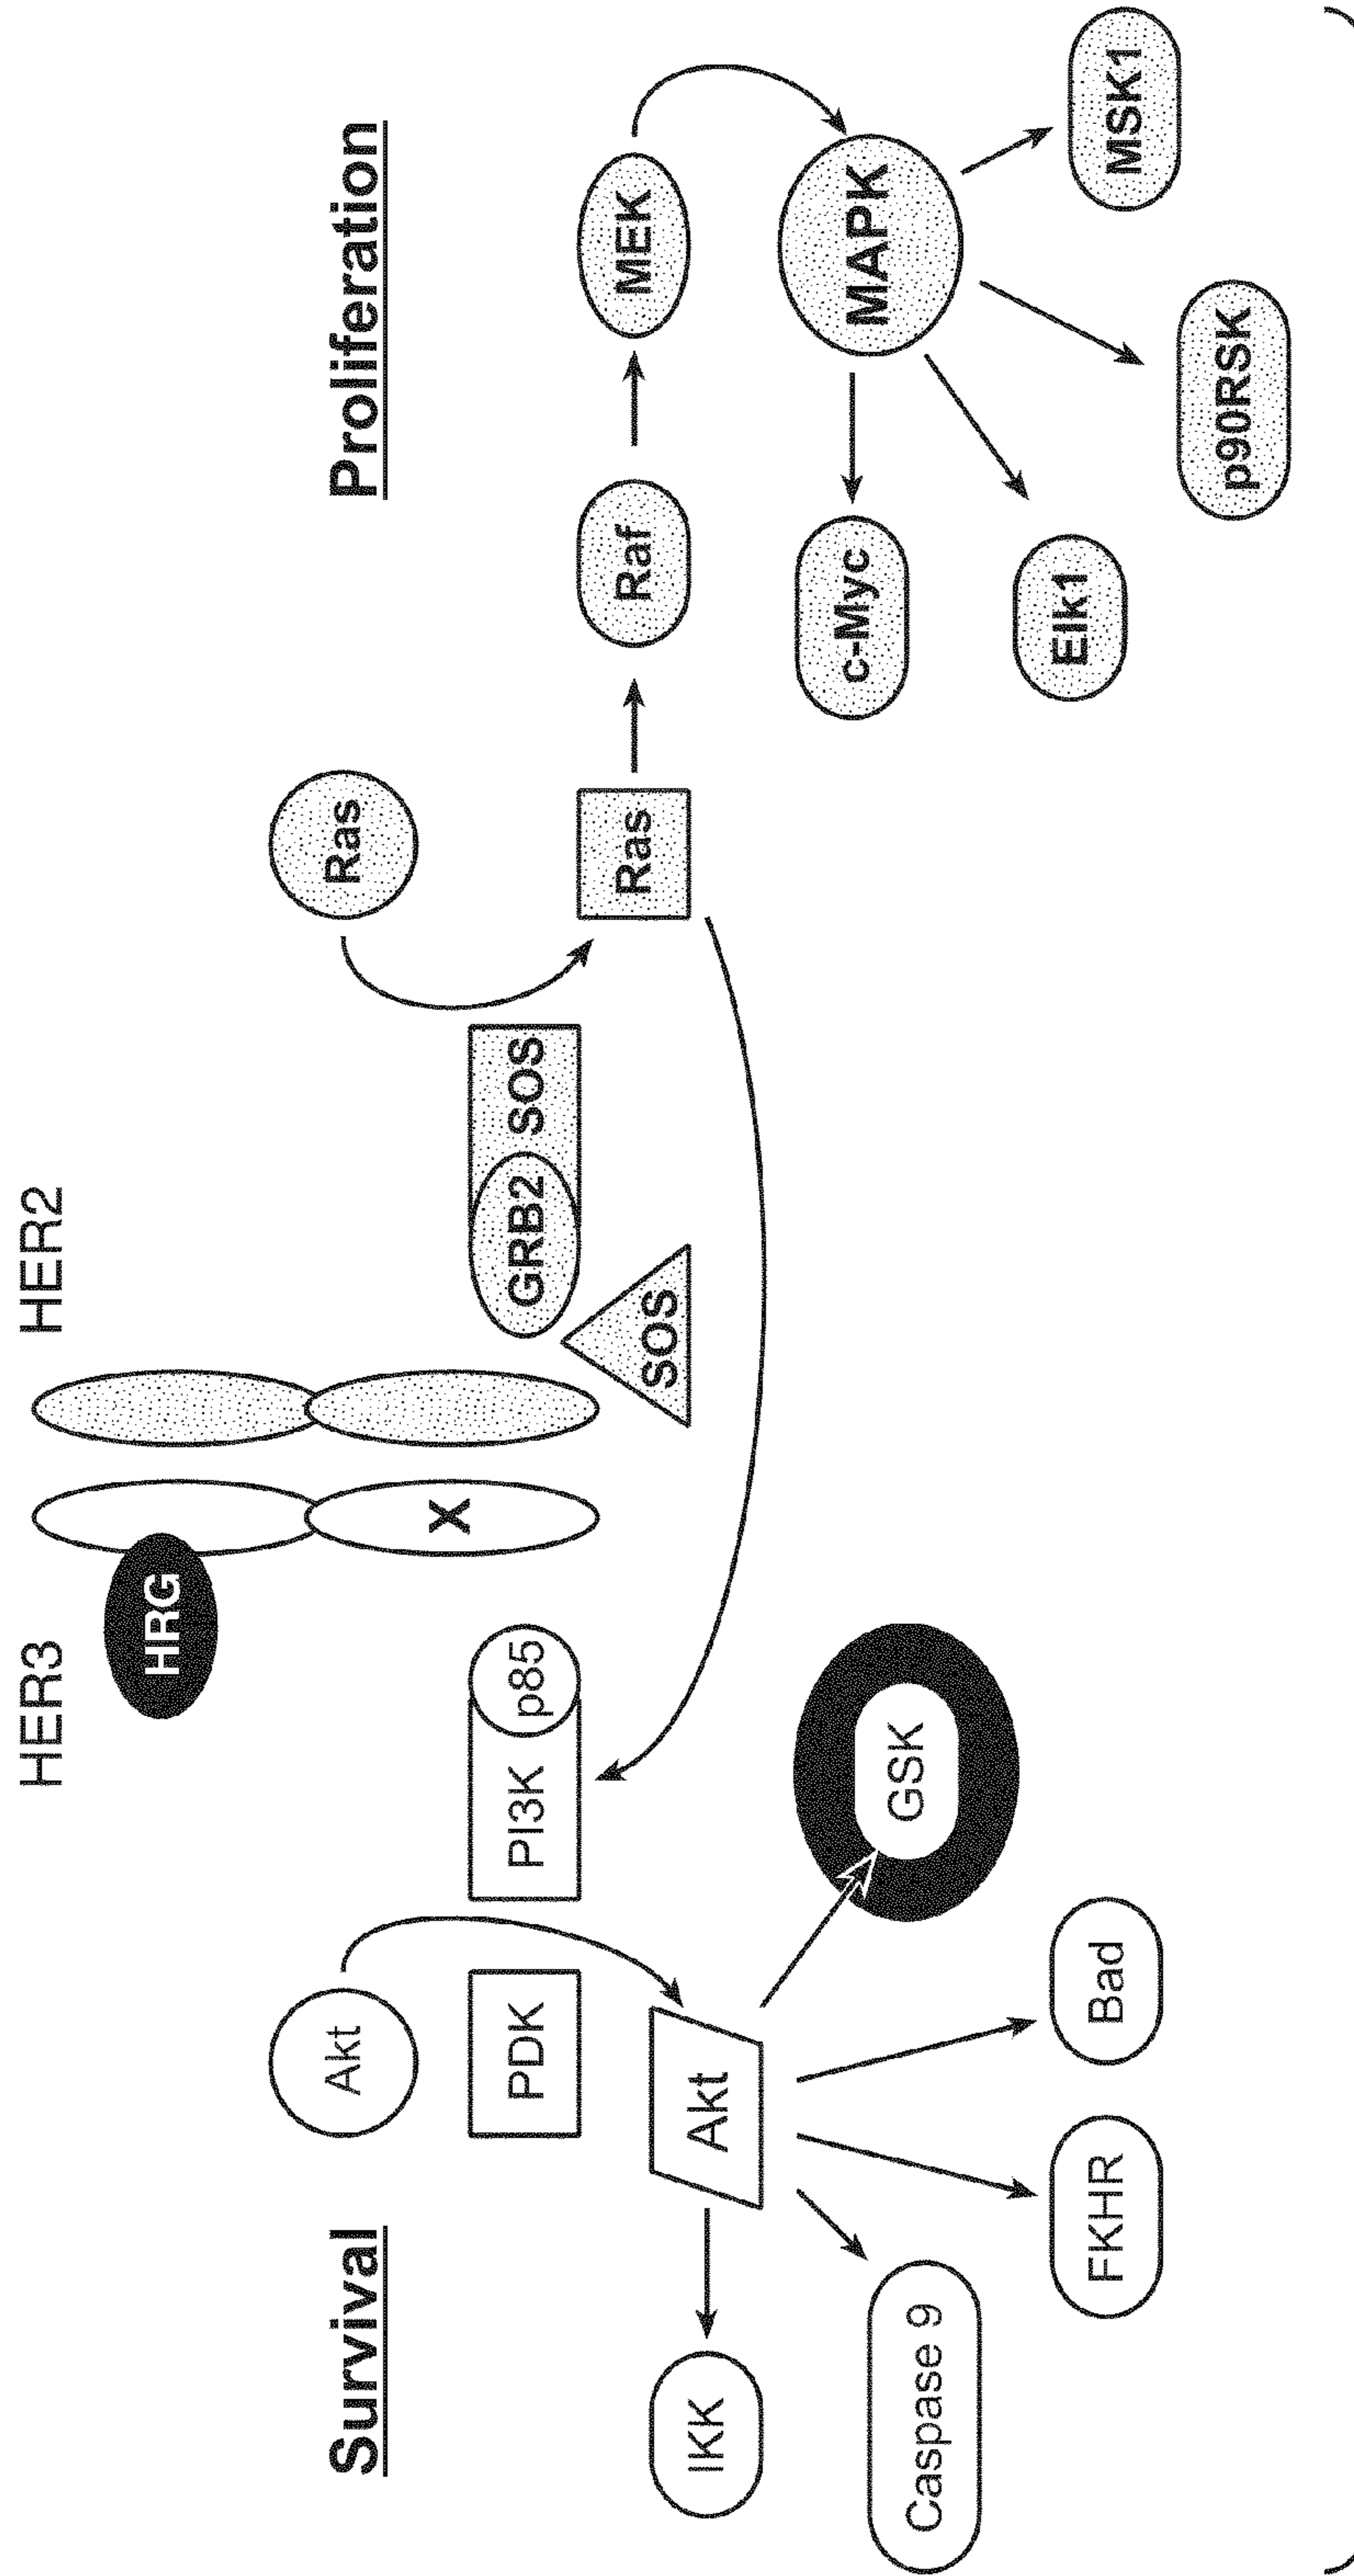 HER3
HER2
HRG
X
Survival
Proliferation
Akt
Ras
PDK
PI3K
p85
GRB2
SOS
SOS
Akt
Ras
Raf
MEK
IKK
GSK
c-Myc
MAPK
Caspase 9
FKHR
Bad
Elk1
p90RSK
MSK1